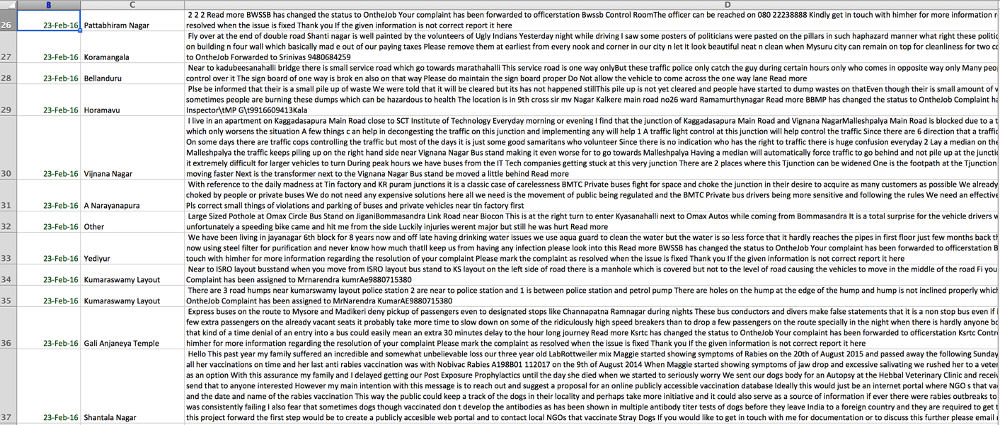 B C D
2 2 2 Read more BWSSB has changed the status to OntheJob Your complaint has been forwarded to officerstation Bwssb Control RoomThe officer can be reached on 080 22238888 Kindly get in touch with himher for more information
26 23-Feb-16 Pattabhiram Nagar resolved when the issue is fixed Thank you If the given information is not correct report it here
Fly over at the end of double road Shanti nagar is well painted by the volunteers of Ugly Indians Yesterday night while driving I saw some posters of politicians were pasted on the pillars in such haphazard manner what right these
on building n four wall which basically mad e out of our paying taxes Please remove them at earliest from every nook and corner in our city n let it look beautiful neat n clean when Mysuru city can remain on top for cleanliness for two
27 23-Feb-16 Koramangala to OntheJob Forwarded to Srinivas 9480684259
Near to kadubeesanahalli bridge there is small service road which go towards marathahalli This service road is one way onlyBut these traffic police only catch the guy during certain hours only who comes in opposite way only Many
28 23-Feb-16 Bellanduru control over it The sign board of one way is brok en also on that way Please do maintain the sign board proper Do Not allow the vehicle to come across the one way lane Read more
Plse be informed that their is a small pile up of waste We were told that it will be cleared but its has not happened stillThis pile up is not yet cleared and people have started to dump wastes on thatEven though their is small amount of
sometimes people are burning these dumps which can be hazardous to health The location is in 9th cross sir mv Nagar Kalkere main road no26 ward Ramamurthynagar Read more BBMP has changed the status to OntheJob Complaint
29 23-Feb-16 Horamavu Inspector\tMP G\t9916609413Kala
I live in an apartment on Kaggadasapura Main Road close to SCT Institute of Technology Everyday morning or evening I find that the junction of Kaggadasapura Main Road and Vignana NagarMalleshpalya Main Road is blocked due to a
which only worsens the situation A few things c an help in decongesting the traffic on this junction and implementing any will help 1 A traffic light control at this junction will help control the traffic Since there are 6 direction that a
On some days there are traffic cops controlling the traffic but most of the days it is just some good samaritans who volunteer Since there is no indication who has the right to traffic there is huge confusion everyday 2 Lay a median on the
Malleshpalya the traffic keeps piling up on the right hand side near Vignana Nagar Bus stand making it even worse for to go towards Malleshpalya Having a median will automatically force traffic to go behind and not pile up at the
it extremely difficult for larger vehicles to turn During peak hours we have buses from the IT Tech companies getting stuck at this very junction There are 2 places where this Tjunction can be widened One is the footpath at the Tjunction
30 23-Feb-16 Vijnana Nagar moving faster Next is the transformer next to the Vignana Nagar Bus stand be moved a little behind Read more
With reference to the daily madness at Tin factory and KR puram junctions it is a classic case of carelessness BMTC Private buses fight for space and choke the junction in their desire to acquire as many customers as possible We already
choked by people or private buses We do not need any expensive solutions here all we need is the movement of public being regulated and the BMTC Private bus drivers being more sensitive and following the rules We need an
31 23-Feb-16 A Narayanapura Pls correct small things of violations and parking of buses and private vehicles near tin factory first
Large Sized Pothole at Omax Circle Bus Stand on JiganiBommasandra Link Road near Biocon This is at the right turn to enter Kyasanahalli next to Omax Autos while coming from Bommasandra It is a total surprise for the vehicle drivers
32 23-Feb-16 Other unfortunately a speeding bike came and hit me from the side Luckily injuries werent major but still he was hurt Read more
We have been living in jayanagar 6th block for 8 years now and off late having drinking water issues we use aqua guard to clean the water but the water is so less force that it hardly reaches the pipes in first floor just few months back
now using steel filter for purification and never know how much thatll keep us from having any infection please look into this Read more BWSSB has changed the status to OntheJob Your complaint has been forwarded to officerstation
33 23-Feb-16 Yediyur touch with himher for more information regarding the resolution of your complaint Please mark the complaint as resolved when the issue is fixed Thank you If the given information is not correct report it here
Near to ISRO layout busstand when you move from ISRO layout bus stand to KS layout on the left side of road there is a manhole which is covered but not to the level of road causing the vehicles to move in the middle of the road Fi you
34 23-Feb-16 Kumaraswamy Layout Complaint has been assigned to Mrnarendra kumrAe9880715380
There are 3 road humps near kumarswamy layout police station 2 are near to police station and 1 is between police station and petrol pump There are holes on the hump at the edge of the hump and hump is not inclined properly
35 23-Feb-16 Kumaraswamy Layout OntheJob Complaint has been assigned to MrNarendra KumarAE9880715380
Express buses on the route to Mysore and Madikeri deny pickup of passengers even to designated stops like Channapatna Ramnagar during nights These bus conductors and divers make false statements that it is a non stop bus even if
few extra passengers on the already vacant seats it probably take more time to slow down on some of the ridiculously high speed breakers than to drop a few passengers on the route specially in the night when there is hardly anyone
that kind of a time denial of an entry into a bus could easily mean an extra 30 minutes delay to the hour long journey Read more Ksrtc has changed the status to OntheJob Your complaint has been forwarded to officerstation Ksrtc
36 23-Feb-16 Gali Anjaneya Temple himher for more information regarding the resolution of your complaint Please mark the complaint as resolved when the issue is fixed Thank you If the given information is not correct report it here
Hello This past year my family suffered an incredible and somewhat unbelievable loss our three year old LabRottweiler mix Maggie started showing symptoms of Rabies on the 20th of August 2015 and passed away the following Sunday
all her vaccinations on time and her last anti rabies vaccination was with Nobivac Rabies A198B01 112017 on the 9th of August 2014 When Maggie started showing symptoms of jaw drop and excessive salivating we rushed her to a
as an option With this assurance my family and I delayed getting our Post Exposure Prophylactics until the day she died when we started to seriously worry We sent our dogs body for an Autopsy at the Hebbal Veterinary Clinic and
send that to anyone interested However my main intention with this message is to reach out and suggest a proposal for an online publicly accessible vaccination database Ideally this would just be an internet portal where NGO s that
and the date and name of the rabies vaccination This way the public could keep a track of the dogs in their locality and perhaps take more initiative and it could also serve as a source of information if ever there were rabies outbreaks to
was consistently failing I also fear that sometimes dogs though vaccinated don t develop the antibodies as has been shown in multiple antibody titer tests of dogs before they leave India to a foreign country and they are required to get
37 23-Feb-16 Shantala Nagar this project forward the first step would be to create a publicly accesible web portal and to contact local NGOs that vaccinate Stray Dogs If you would like to get in touch with me for documentation or to discuss this further please email